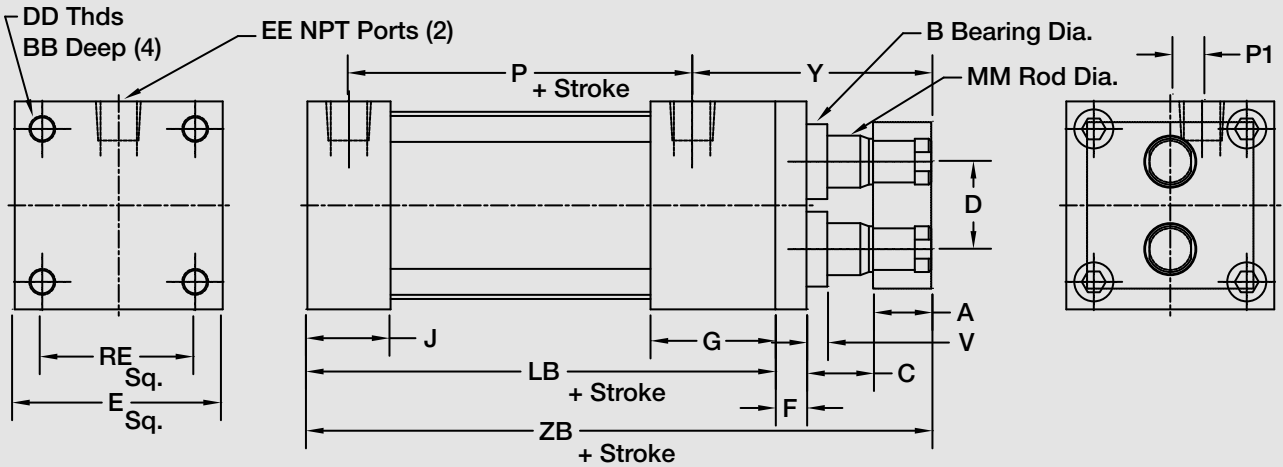 DD Thds
BB Deep (4)
EE NPT Ports (2)
P
+ Stroke
Y
B Bearing Dia.
MM Rod Dia.
P1
D
A
V
C
J
G
F
LB
+ Stroke
ZB
+ Stroke
RE
Sq.
E
Sq.